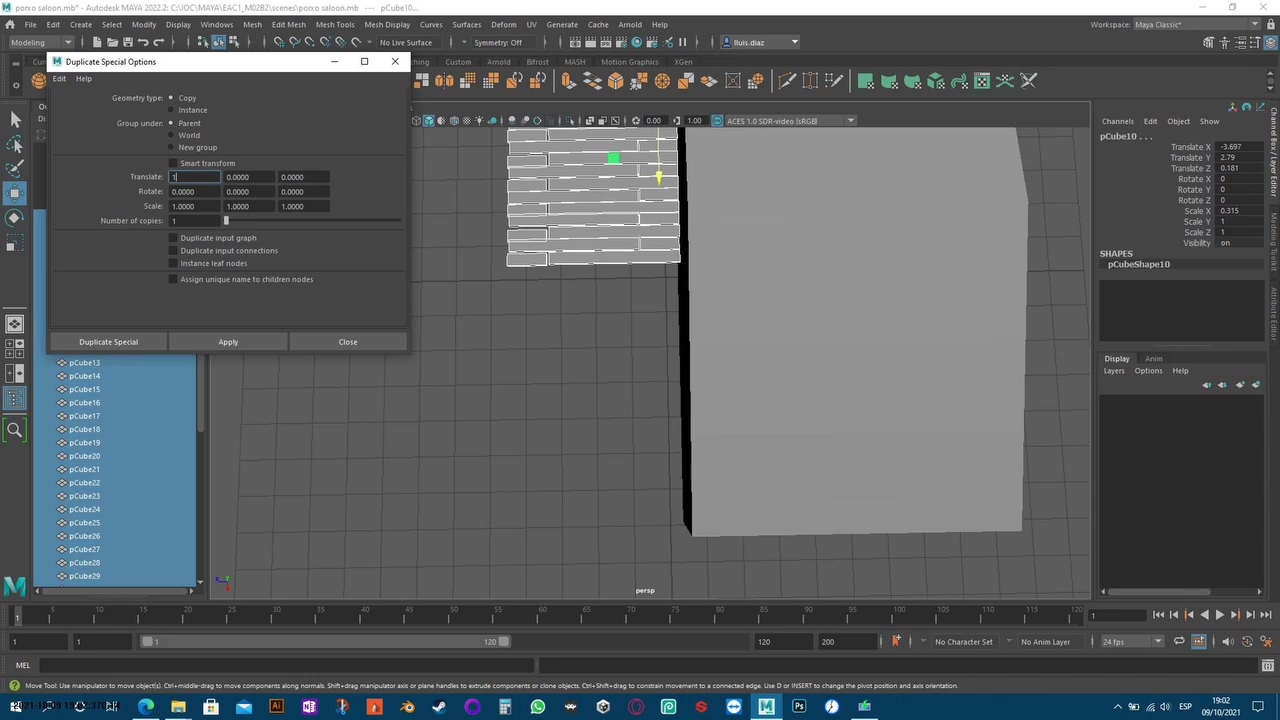 porxo saloon.mb* - Autodesk MAYA 2022.2: C:\IOC\MAYA\EAC1_M02B2\scenes\porxo saloon.mb --- pCube10...
File Edit Create Select Modify Display Windows Mesh Edit Mesh Mesh Tools Mesh Display Curves Surfaces Deform UV Generate Cache Arnold Help
Workspace: Maya Classic*
Modeling
No Live Surface
Symmetry: Off
lluis.diaz
Custom Arnold Bifrost MASH Motion Graphics XGen
Duplicate Special Options
Edit Help
Geometry type: Copy
Instance
Group under: Parent
World
New group
Smart transform
Translate: 1 0.0000 0.0000
Rotate: 0.0000 0.0000 0.0000
Scale: 1.0000 1.0000 1.0000
Number of copies: 1
Duplicate input graph
Duplicate input connections
Instance leaf nodes
Assign unique name to children nodes
Duplicate Special Apply Close
0.00 1.00 ACES 1.0 SDR-video (sRGB)
pCube13
pCube14
pCube15
pCube16
pCube17
pCube18
pCube19
pCube20
pCube21
pCube22
pCube23
pCube24
pCube25
pCube26
pCube27
pCube28
pCube29
persp
Channels Edit Object Show
pCube10 ...
Translate X -3.697
Translate Y 2.79
Translate Z 0.181
Rotate X 0
Rotate Y 0
Rotate Z 0
Scale X 0.315
Scale Y 1
Scale Z 1
Visibility on
SHAPES
pCubeShape10
Display Anim
Layers Options Help
Channel Box / Layer Editor
Modeling Toolkit
Attribute Editor
5 10 15 20 25 30 35 40 45 50 55 60 65 70 75 80 85 90 95 100 105 110 115 120
1
1
1 1 1 120 120 200
No Character Set
No Anim Layer
24 fps
MEL
Move Tool: Use manipulator to move object(s). Ctrl+middle-drag to move components along normals. Shift+drag manipulator axis or plane handles to extrude components or clone objects. Ctrl+Shift+drag to constrain movement to a connected edge. Use D or INSERT to change the pivot position and axis orientation.
ESP
19:02
09/10/2021